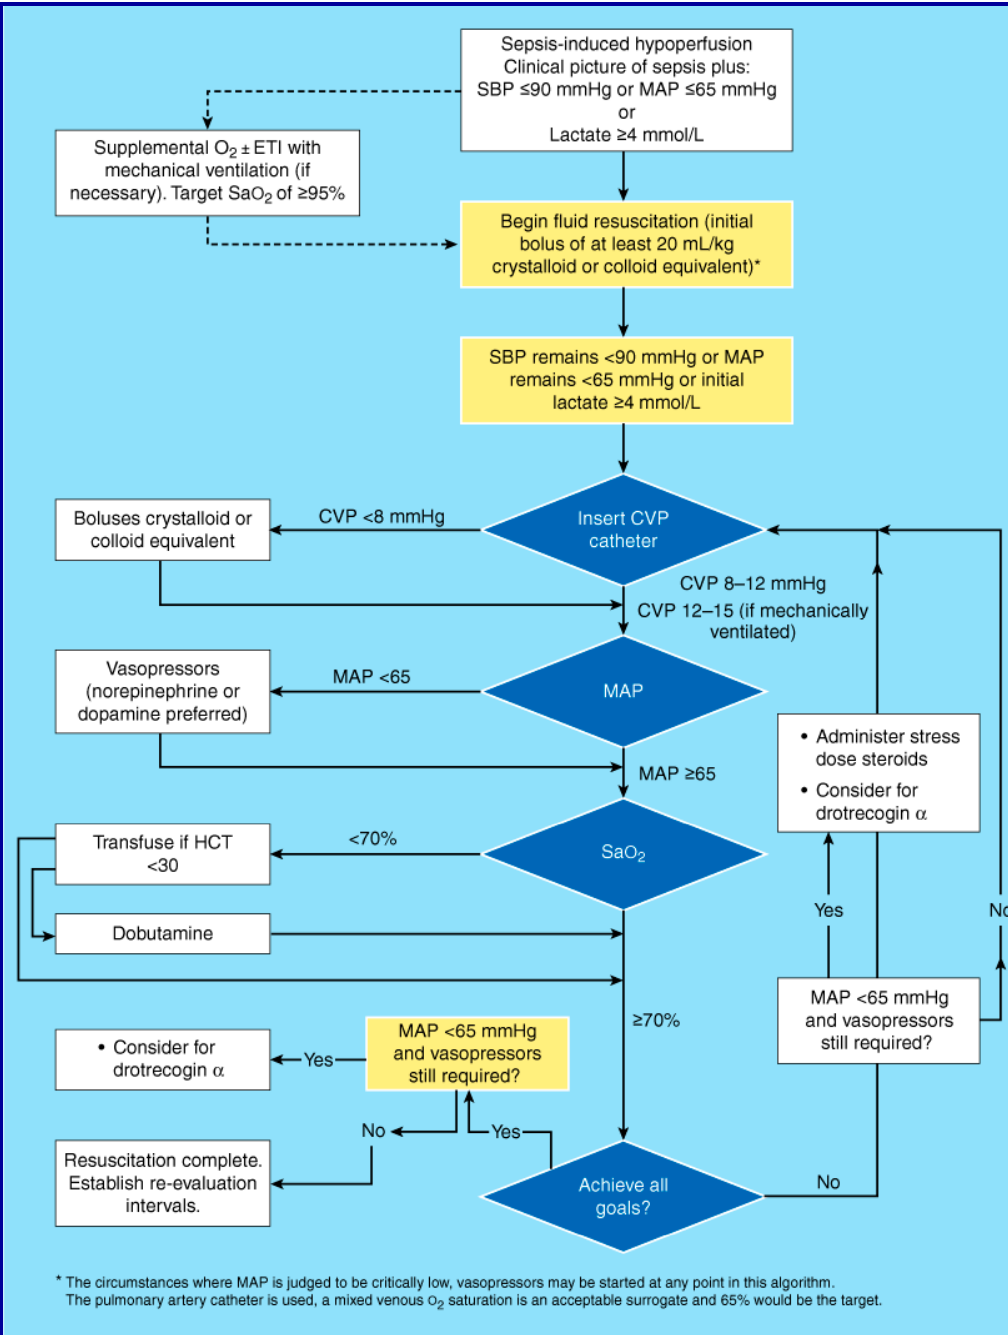 Sepsis-induced hypoperfusion
Clinical picture of sepsis plus:
SBP ≤90 mmHg or MAP ≤65 mmHg
or
Lactate ≥4 mmol/L
Supplemental O₂ ± ETI with
mechanical ventilation (if
necessary). Target SaO₂ of ≥95%
Begin fluid resuscitation (initial
bolus of at least 20 mL/kg
crystalloid or colloid equivalent)*
SBP remains <90 mmHg or MAP
remains <65 mmHg or initial
lactate ≥4 mmol/L
Insert CVP
catheter
CVP <8 mmHg
Boluses crystalloid or
colloid equivalent
CVP 8–12 mmHg
CVP 12–15 (if mechanically
ventilated)
MAP
MAP <65
Vasopressors
(norepinephrine or
dopamine preferred)
MAP ≥65
• Administer stress
dose steroids
• Consider for
drotrecogin α
SaO₂
<70%
Transfuse if HCT
<30
Dobutamine
Yes
No
≥70%
MAP <65 mmHg
and vasopressors
still required?
MAP <65 mmHg
and vasopressors
still required?
Yes
• Consider for
drotrecogin α
No
Yes
Resuscitation complete.
Establish re-evaluation
intervals.
Achieve all
goals?
No
* The circumstances where MAP is judged to be critically low, vasopressors may be started at any point in this algorithm.
The pulmonary artery catheter is used, a mixed venous O₂ saturation is an acceptable surrogate and 65% would be the target.